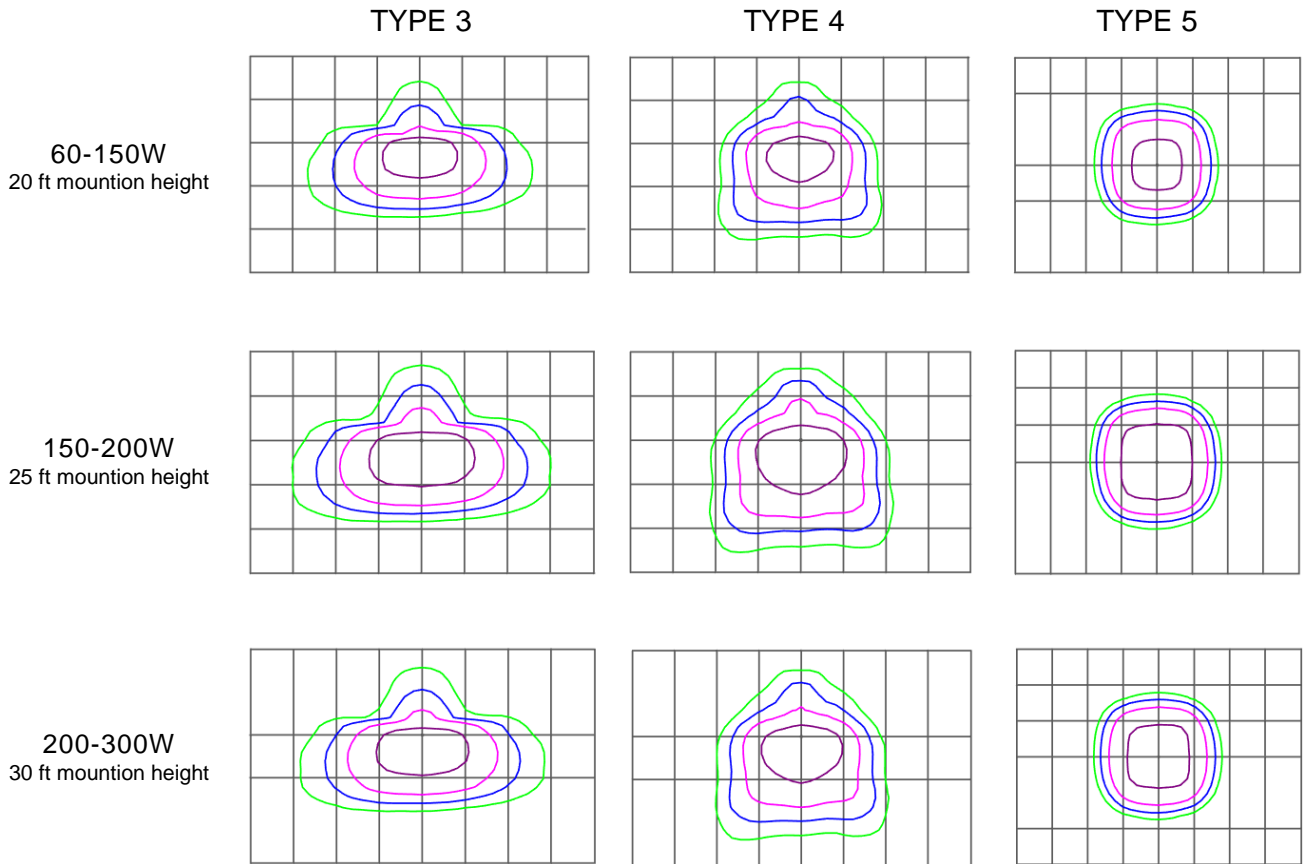 TYPE 3 TYPE 4 TYPE 5
60-150W
20 ft mountion height
150-200W
25 ft mountion height
200-300W
30 ft mountion height